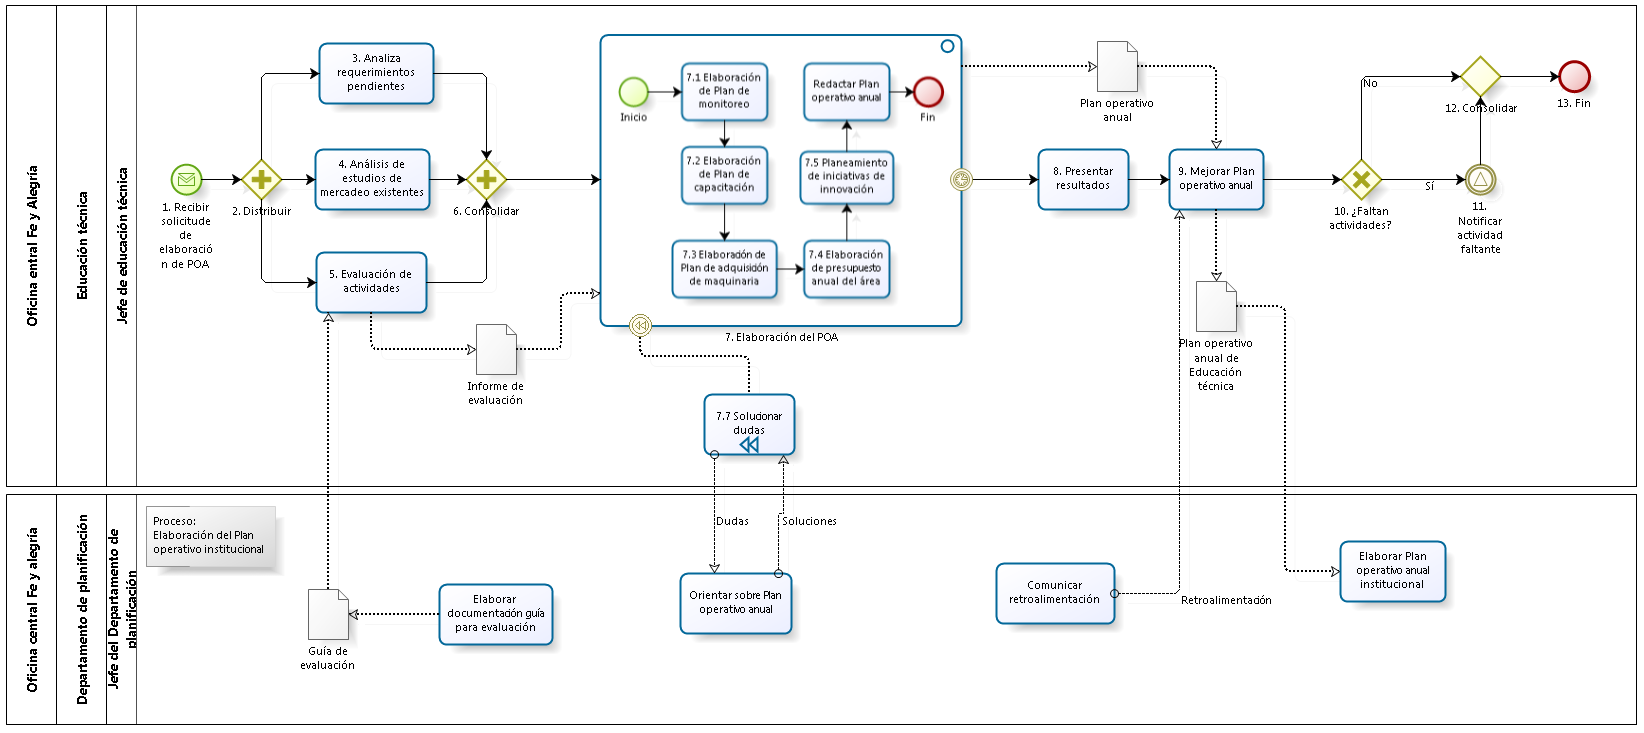 Oficina entral Fe y Alegría
Educación técnica
Jefe de educación técnica
1. Recibir
solicitude
de
elaboració
n de POA
2. Distribuir
3. Analiza
requerimientos
pendientes
4. Análisis de
estudios de
mercadeo existentes
5. Evaluación de
actividades
6. Consolidar
Informe de
evaluación
Inicio
7.1 Elaboración
de Plan de
monitoreo
7.2 Elaboración
de Plan de
capacitación
7.3 Elaboración de
Plan de adquisición
de maquinaria
7.4 Elaboración
de presupuesto
anual del área
7.5 Planeamiento
de iniciativas de
innovación
Redactar Plan
operativo anual
Fin
7. Elaboración del POA
7.7 Solucionar
dudas
Plan operativo
anual
8. Presentar
resultados
9. Mejorar Plan
operativo anual
Plan operativo
anual de
Educación
técnica
10. ¿Faltan
actividades?
No
Sí
11.
Notificar
actividad
faltante
12. Consolidar
13. Fin
Oficina central Fe y alegría
Departamento de planificación
Jefe del Departamento de
planificación
Proceso:
Elaboración del Plan
operativo institucional
Guía de
evaluación
Elaborar
documentación guía
para evaluación
Dudas
Soluciones
Orientar sobre Plan
operativo anual
Comunicar
retroalimentación
Retroalimentación
Elaborar Plan
operativo anual
institucional